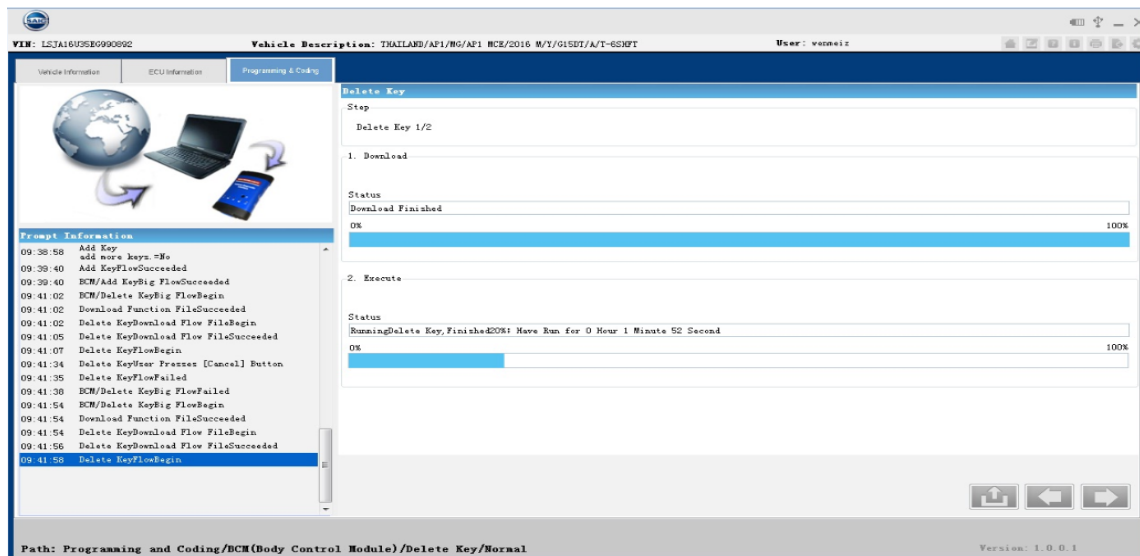 SAIC
VIN: LSJA16U35EG990892 Vehicle Description: THAILAND/AP1/MG/AP1 MCE/2016 M/Y/G15DT/A/T-6SHFT User: wenmeiz
Vehicle Information ECU Information Programming & Coding
Delete Key
Step
Delete Key 1/2
1. Download
Status
Download Finished
0% 100%
2. Execute
Status
RunningDelete Key,Finished20%; Have Run for 0 Hour 1 Minute 52 Second
0% 100%
Prompt Information
09:38:58 Add Key
add more keys.=No
09:39:40 Add KeyFlowSucceeded
09:39:40 BCM/Add KeyBig FlowSucceeded
09:41:02 BCM/Delete KeyBig FlowBegin
09:41:02 Download Function FileSucceeded
09:41:02 Delete KeyDownload Flow FileBegin
09:41:05 Delete KeyDownload Flow FileSucceeded
09:41:07 Delete KeyFlowBegin
09:41:34 Delete KeyUser Presses [Cancel] Button
09:41:35 Delete KeyFlowFailed
09:41:38 BCM/Delete KeyBig FlowFailed
09:41:54 BCM/Delete KeyBig FlowBegin
09:41:54 Download Function FileSucceeded
09:41:54 Delete KeyDownload Flow FileBegin
09:41:56 Delete KeyDownload Flow FileSucceeded
09:41:58 Delete KeyFlowBegin
Path: Programming and Coding/BCM(Body Control Module)/Delete Key/Normal Version: 1.0.0.1